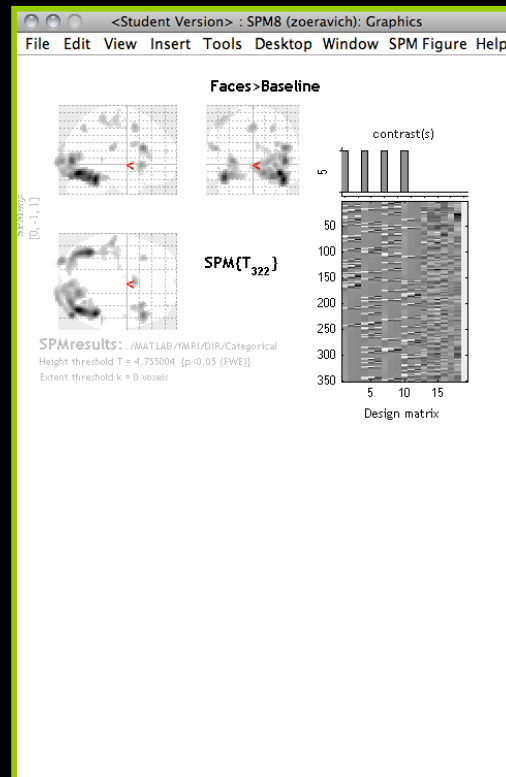 <Student Version> : SPM8 (zoeravich): Graphics
File Edit View Insert Tools Desktop Window SPM Figure Help
Faces>Baseline
contrast(s)
5
SPMmip
[0, -1, 1]
<
<
<
SPM{T322}
50
100
150
200
250
300
350
5 10 15
Design matrix
SPMresults: ./MATLAB/fMRI/DIR/Categorical
Height threshold T = 4.755004 {p<0.05 (FWE)}
Extent threshold k = 0 voxels